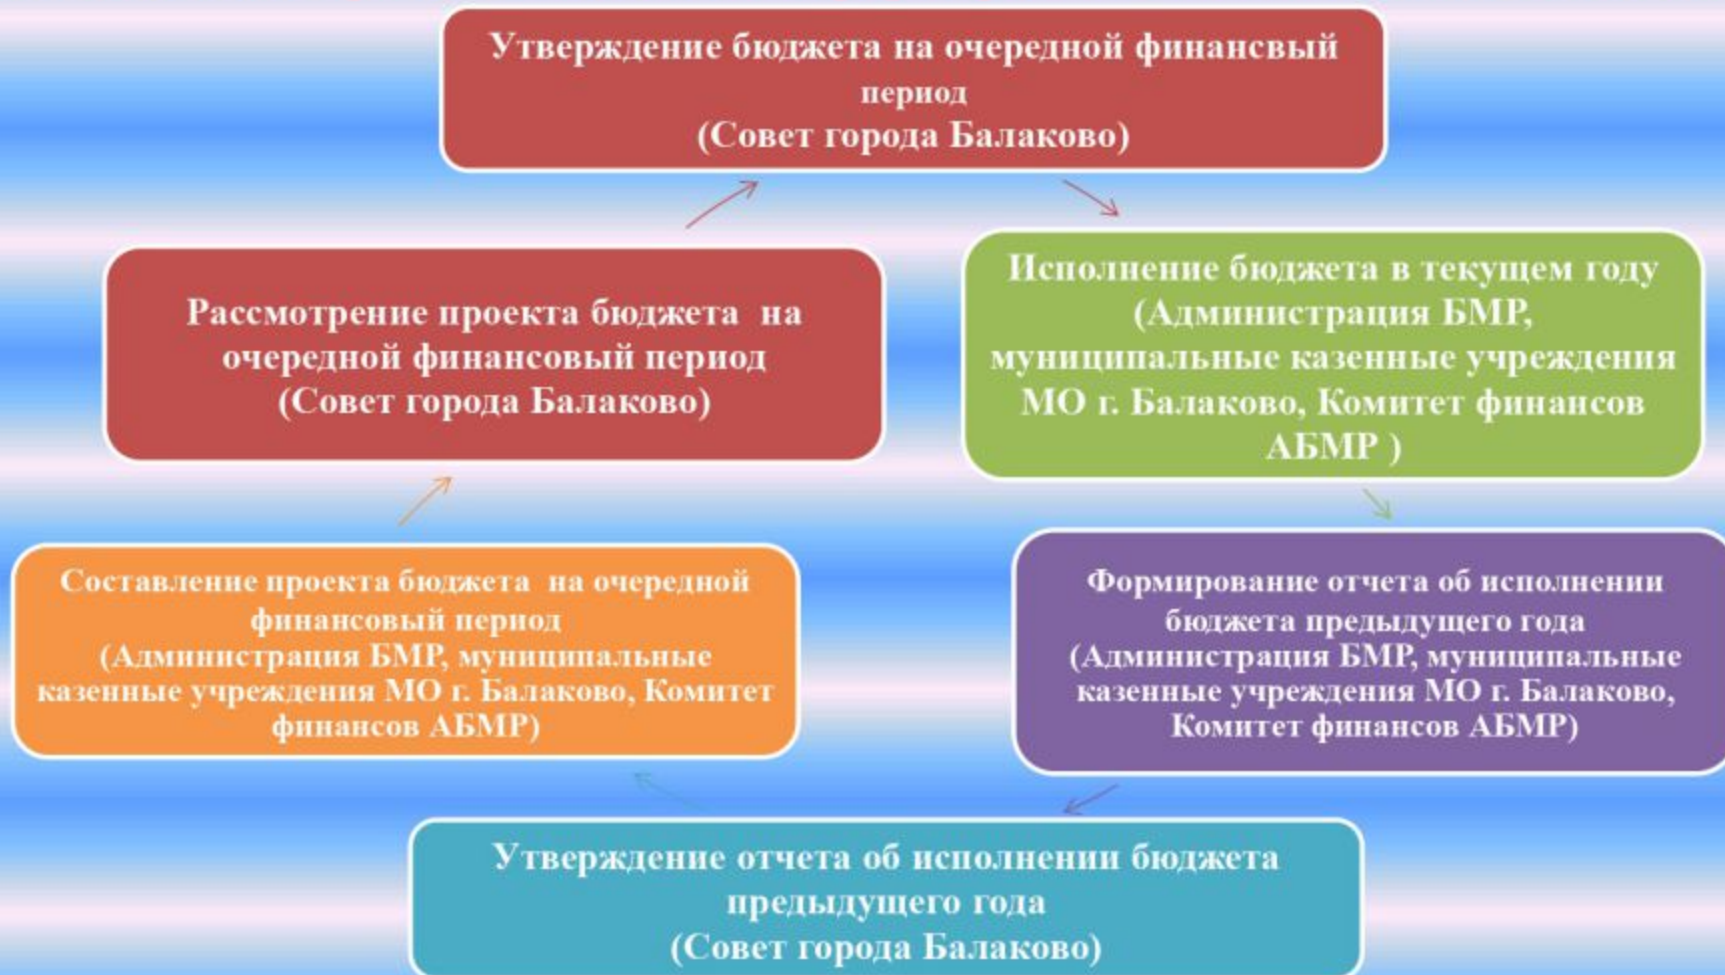 Утверждение бюджета на очередной финансвый
период
(Совет города Балаково)
Рассмотрение проекта бюджета на
очередной финансовый период
(Совет города Балаково)
Исполнение бюджета в текущем году
(Администрация БМР,
муниципальные казенные учреждения
МО г. Балаково, Комитет финансов
АБМР )
Составление проекта бюджета на очередной
финансовый период
(Администрация БМР, муниципальные
казенные учреждения МО г. Балаково, Комитет
финансов АБМР)
Формирование отчета об исполнении
бюджета предыдущего года
(Администрация БМР, муниципальные
казенные учреждения МО г. Балаково,
Комитет финансов АБМР)
Утверждение отчета об исполнении бюджета
предыдущего года
(Совет города Балаково)